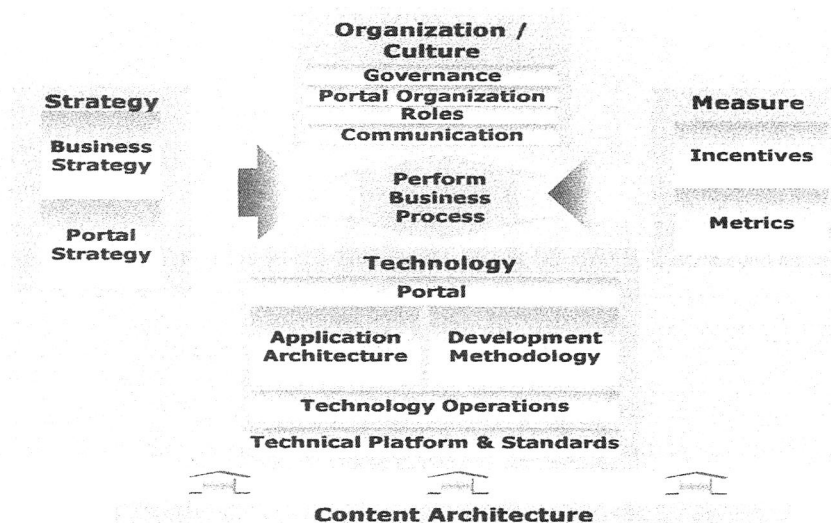 Organization /
Culture
Governance
Portal Organization
Roles
Communication
Strategy
Business
Strategy
Portal
Strategy
Perform
Business
Process
Measure
Incentives
Metrics
Technology
Portal
Application
Architecture
Development
Methodology
Technology Operations
Technical Platform & Standards
Content Architecture